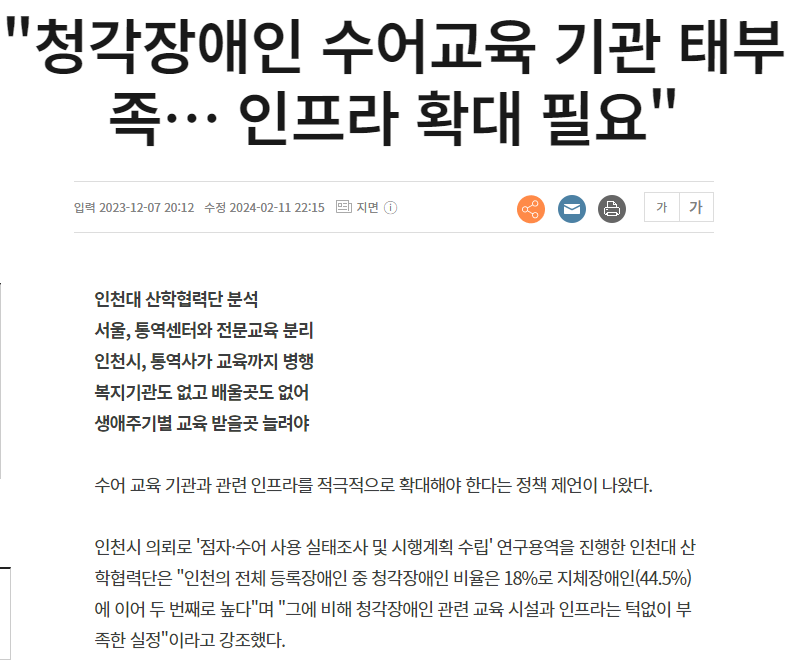 "청각장애인 수어교육 기관 태부
족… 인프라 확대 필요"
입력 2023-12-07 20:12 수정 2024-02-11 22:15 지면
가 가
인천대 산학협력단 분석
서울, 통역센터와 전문교육 분리
인천시, 통역사가 교육까지 병행
복지기관도 없고 배울곳도 없어
생애주기별 교육 받을곳 늘려야
수어 교육 기관과 관련 인프라를 적극적으로 확대해야 한다는 정책 제언이 나왔다.
인천시 의뢰로 '점자·수어 사용 실태조사 및 시행계획 수립' 연구용역을 진행한 인천대 산
학협력단은 "인천의 전체 등록장애인 중 청각장애인 비율은 18%로 지체장애인(44.5%)
에 이어 두 번째로 높다"며 "그에 비해 청각장애인 관련 교육 시설과 인프라는 턱없이 부
족한 실정"이라고 강조했다.